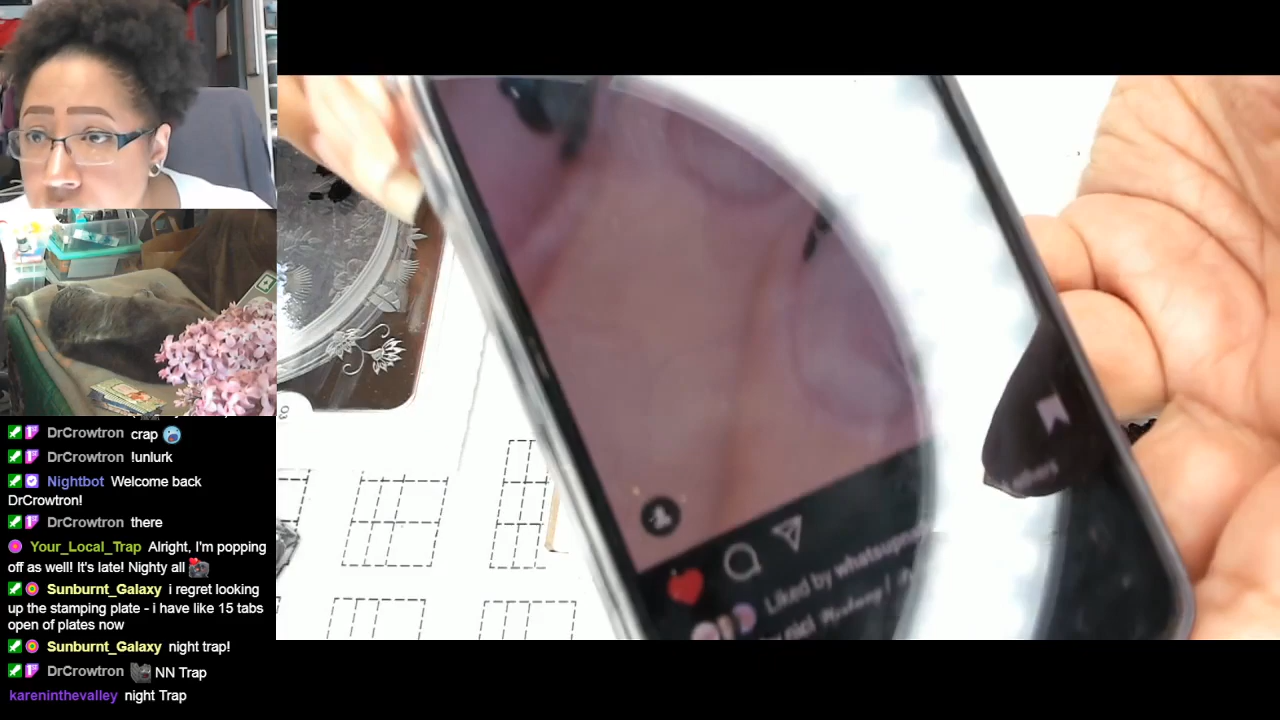 DrCrowtron crap
DrCrowtron !unlurk
Nightbot Welcome back
DrCrowtron!
DrCrowtron there
Your_Local_Trap Alright, I'm popping
off as well! It's late! Nighty all
Sunburnt_Galaxy i regret looking
up the stamping plate - i have like 15 tabs
open of plates now
Sunburnt_Galaxy night trap!
DrCrowtron NN Trap
kareninthevalley night Trap
03
Liked by
others